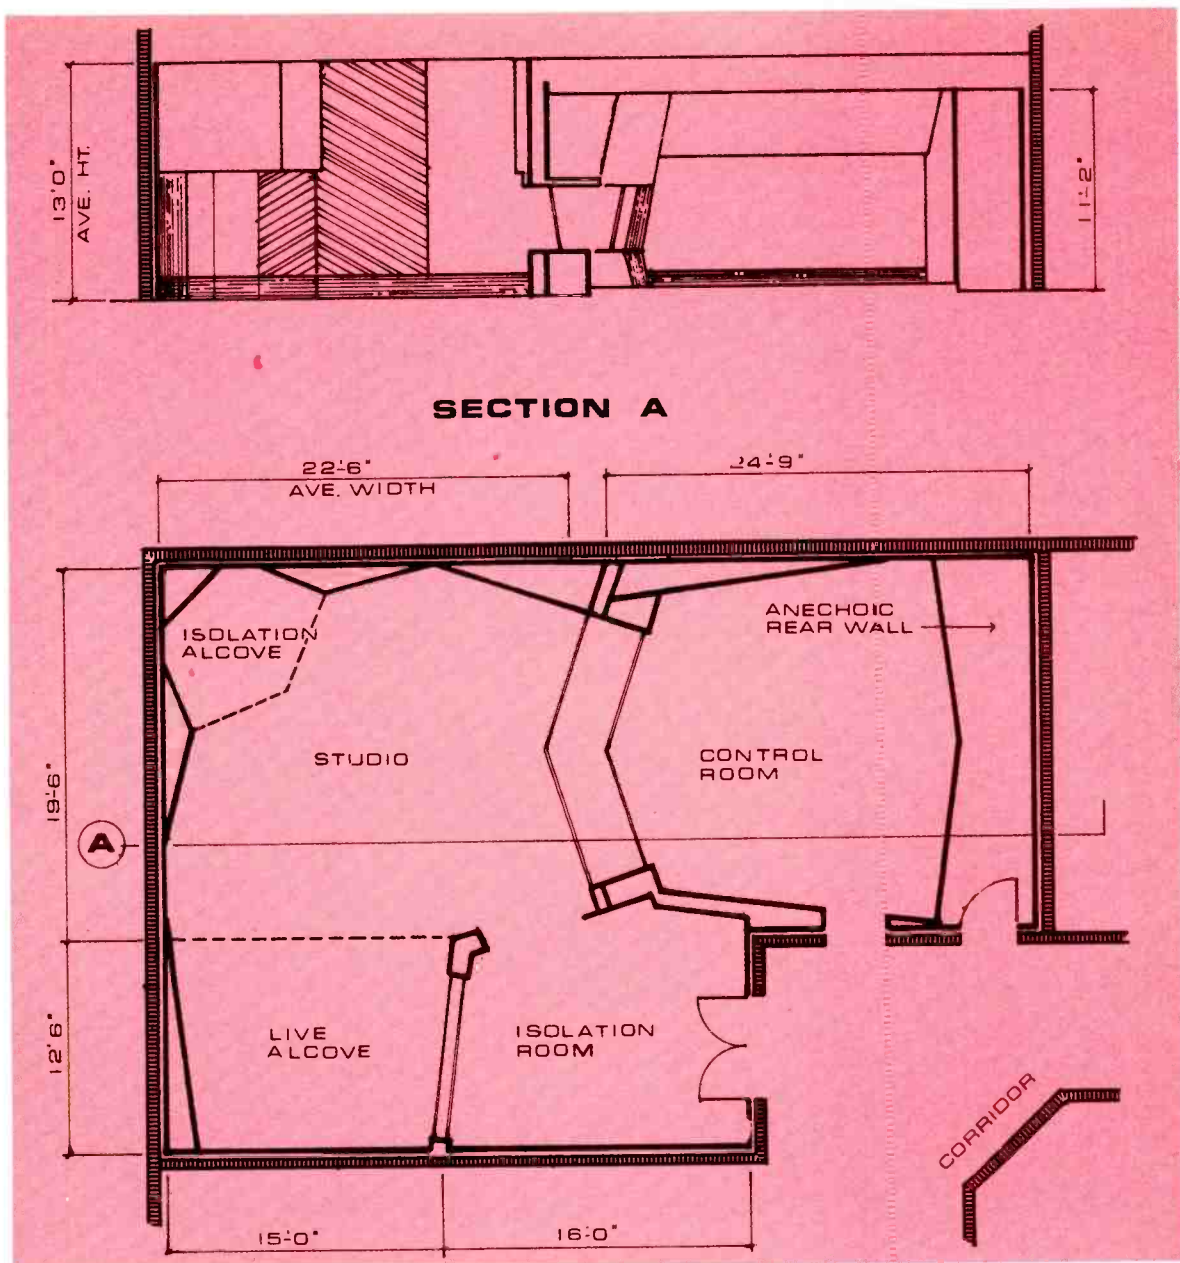 13'0"
AVE. HT.
11'-2"
SECTION A
22'-6"
AVE. WIDTH
24'-9"
ISOLATION
ALCOVE
ANECHOIC
REAR WALL
STUDIO
CONTROL
ROOM
19'-6"
A
12'6"
LIVE
ALCOVE
ISOLATION
ROOM
CORRIDOR
15'-0"
16'-0"